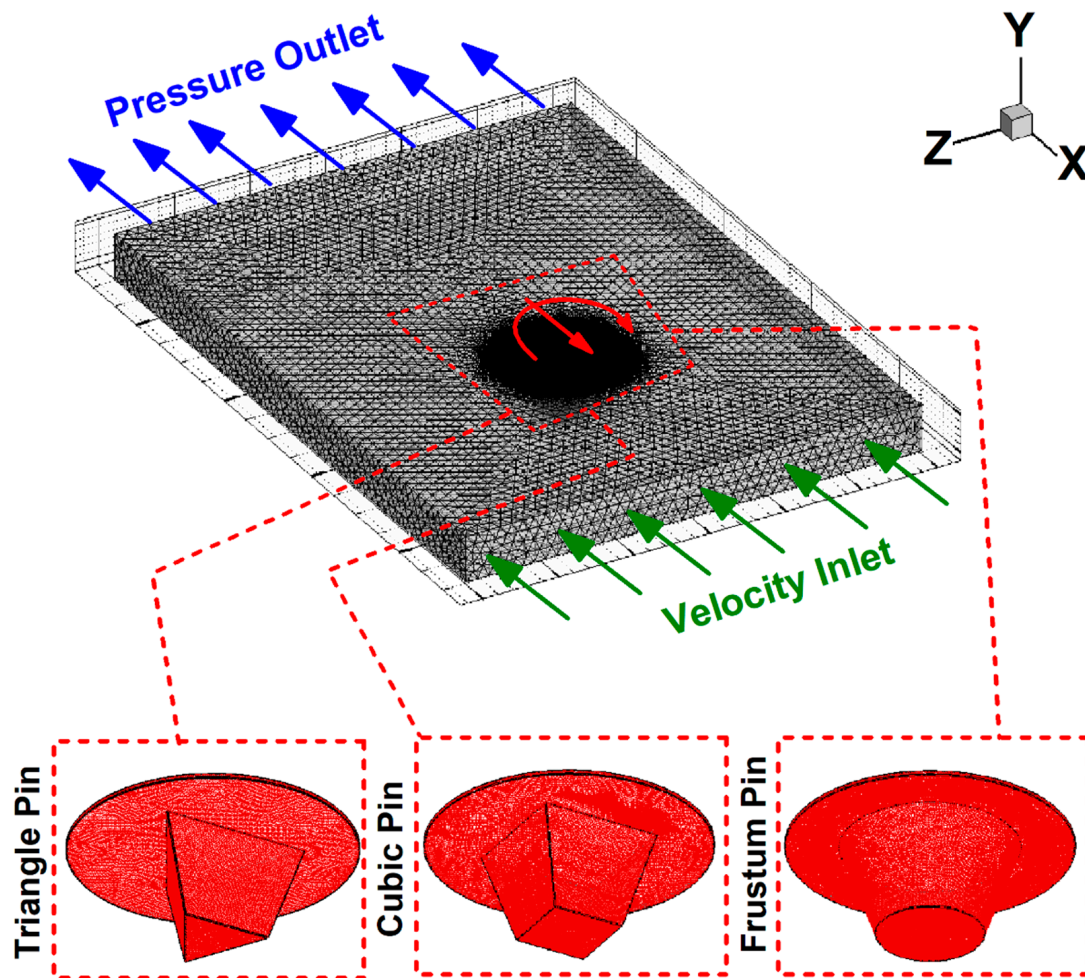 Pressure Outlet
Y
Z
X
Velocity Inlet
Triangle Pin
Cubic Pin
Frustum Pin